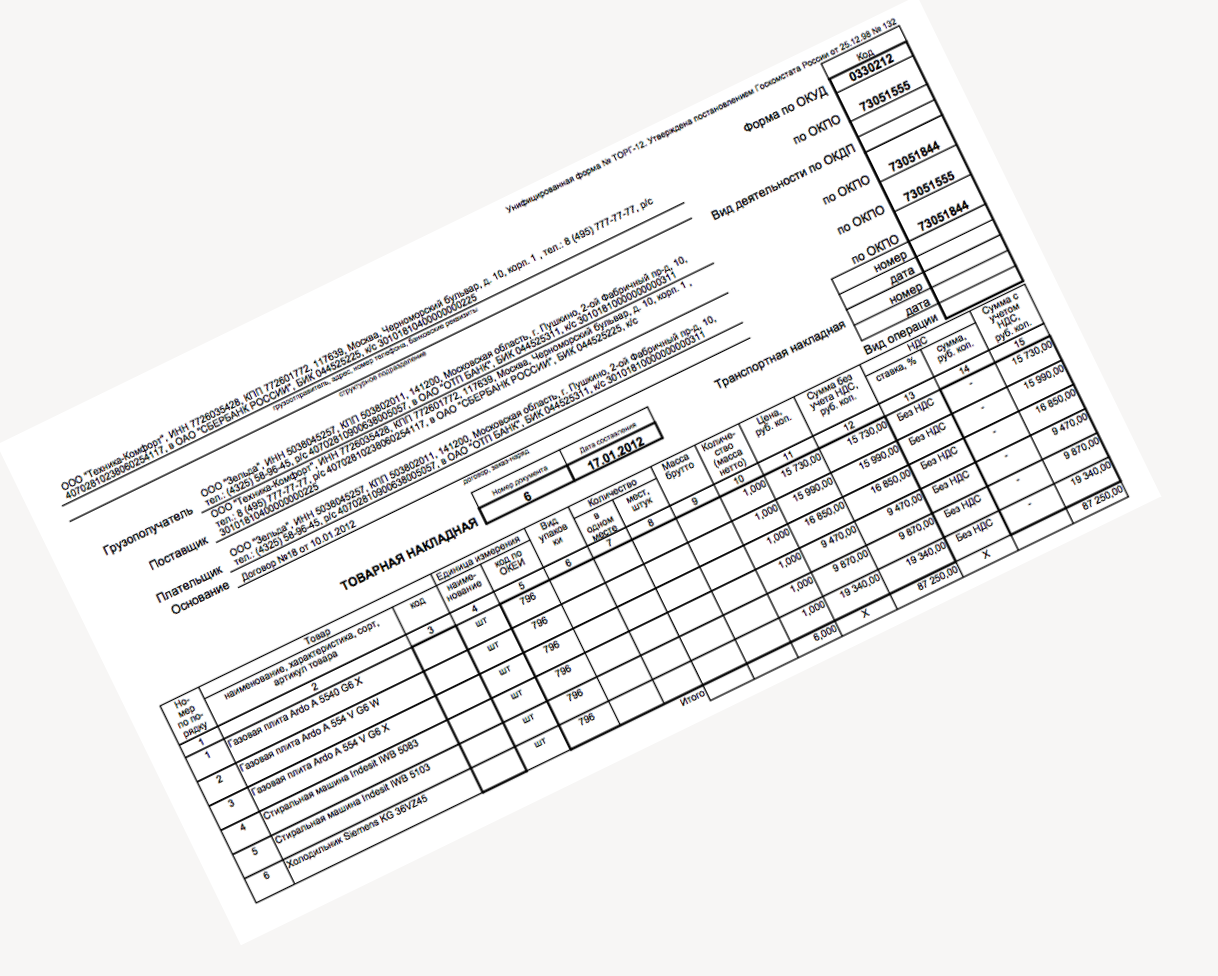 Унифицированная форма № ТОРГ-12. Утверждена постановлением Госкомстата России от 25.12.98 № 132
Код
Форма по ОКУД 0330212
по ОКПО 73051555
ООО "Техника-Комфорт", ИНН 7726035428, КПП 772601772, 117639, Москва, Черноморский бульвар, д. 10, корп. 1 , тел.: 8 (495) 777-77-77, р/с
40702810238060254117, в ОАО "СБЕРБАНК РОССИИ", БИК 044525225, к/с 30101810400000000225
грузоотправитель, адрес, номер телефона, банковские реквизиты
структурное подразделение
Вид деятельности по ОКДП
Грузополучатель ООО "Зельда", ИНН 5038045257, КПП 503802011, 141200, Московская область, г. Пушкино, 2-ой Фабричный пр-д, 10, по ОКПО 73051844
тел.: (4325) 58-96-45, р/с 40702810900638005057, в ОАО "ОТП БАНК", БИК 044525311, к/с 30101810000000000311
Поставщик ООО "Техника-Комфорт", ИНН 7726035428, КПП 772601772, 117639, Москва, Черноморский бульвар, д. 10, корп. 1 , по ОКПО 73051555
тел.: 8 (495) 777-77-77, р/с 40702810238060254117, в ОАО "СБЕРБАНК РОССИИ", БИК 044525225, к/с
30101810400000000225
Плательщик ООО "Зельда", ИНН 5038045257, КПП 503802011, 141200, Московская область, г. Пушкино, 2-ой Фабричный пр-д, 10, по ОКПО 73051844
тел.: (4325) 58-96-45, р/с 40702810900638005057, в ОАО "ОТП БАНК", БИК 044525311, к/с 30101810000000000311
Основание Договор №18 от 10.01.2012 номер
договор, заказ-наряд
дата
Транспортная накладная номер
дата
Вид операции
Номер документа Дата составления
ТОВАРНАЯ НАКЛАДНАЯ 6 17.01.2012
Но-
мер
по по-
рядку
Товар
наименование, характеристика, сорт,
артикул товара
код
Единица измерения
наиме-
нование
код по
ОКЕИ
Вид
упаков
ки
Количество
в
одном
месте
мест,
штук
Масса
брутто
Количе-
ство
(масса
нетто)
Цена,
руб. коп.
Сумма без
учета НДС,
руб. коп.
НДС
ставка, %
сумма,
руб. коп.
Сумма с
учетом
НДС,
руб. коп.
1 2 3 4 5 6 7 8 9 10 11 12 13 14 15
1 Газовая плита Ardo A 5540 G6 X шт 796 1,000 15 730,00 15 730,00 Без НДС - 15 730,00
2 Газовая плита Ardo A 554 V G6 W шт 796 1,000 15 990,00 15 990,00 Без НДС - 15 990,00
3 Газовая плита Ardo A 554 V G6 X шт 796 1,000 16 850,00 16 850,00 Без НДС - 16 850,00
4 Стиральная машина Indesit IWB 5083 шт 796 1,000 9 470,00 9 470,00 Без НДС - 9 470,00
5 Стиральная машина Indesit IWB 5103 шт 796 1,000 9 870,00 9 870,00 Без НДС - 9 870,00
6 Холодильник Siemens KG 36VZ45 шт 796 1,000 19 340,00 19 340,00 Без НДС - 19 340,00
Итого 6,000 X 87 250,00 X 87 250,00